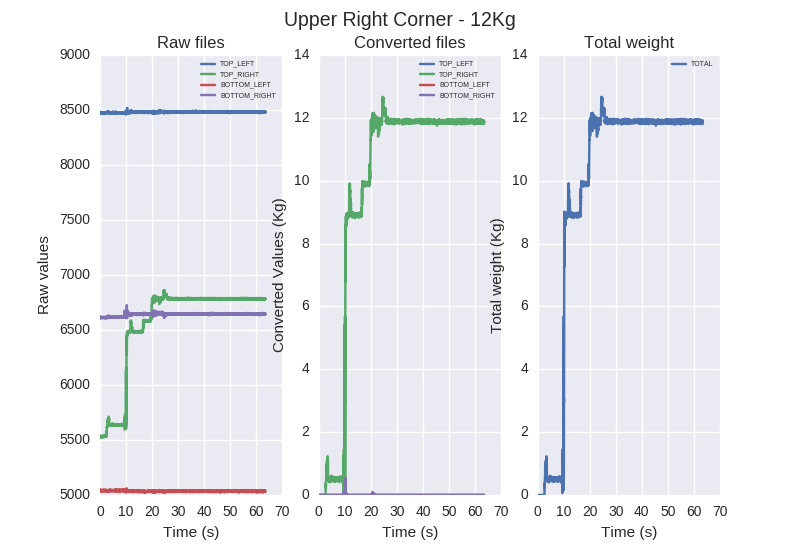 Upper Right Corner - 12Kg
Raw files
Converted files
Total weight
9000
8500
8000
7500
7000
6500
6000
5500
5000
0 10 20 30 40 50 60 70
Time (s)
Raw values
TOP_LEFT
TOP_RIGHT
BOTTOM_LEFT
BOTTOM_RIGHT
14
12
10
8
6
4
2
0
0 10 20 30 40 50 60 70
Time (s)
Converted Values (Kg)
TOP_LEFT
TOP_RIGHT
BOTTOM_LEFT
BOTTOM_RIGHT
14
12
10
8
6
4
2
0
0 10 20 30 40 50 60 70
Time (s)
Total weight (Kg)
TOTAL